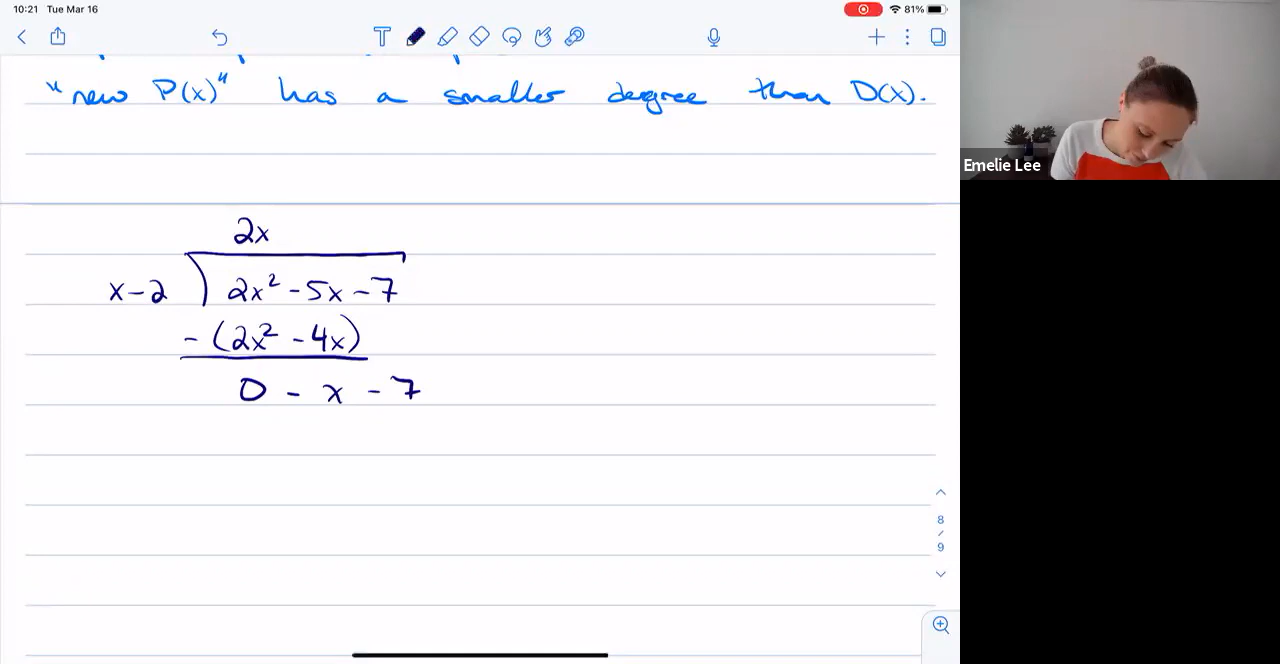 10:21 Tue Mar 16
81%
T
"new P(x)" has a smaller degree than D(x).
Emelie Lee
2x
x-2 ) 2x² - 5x - 7
- (2x² - 4x)
0 - x - 7
8
/
9